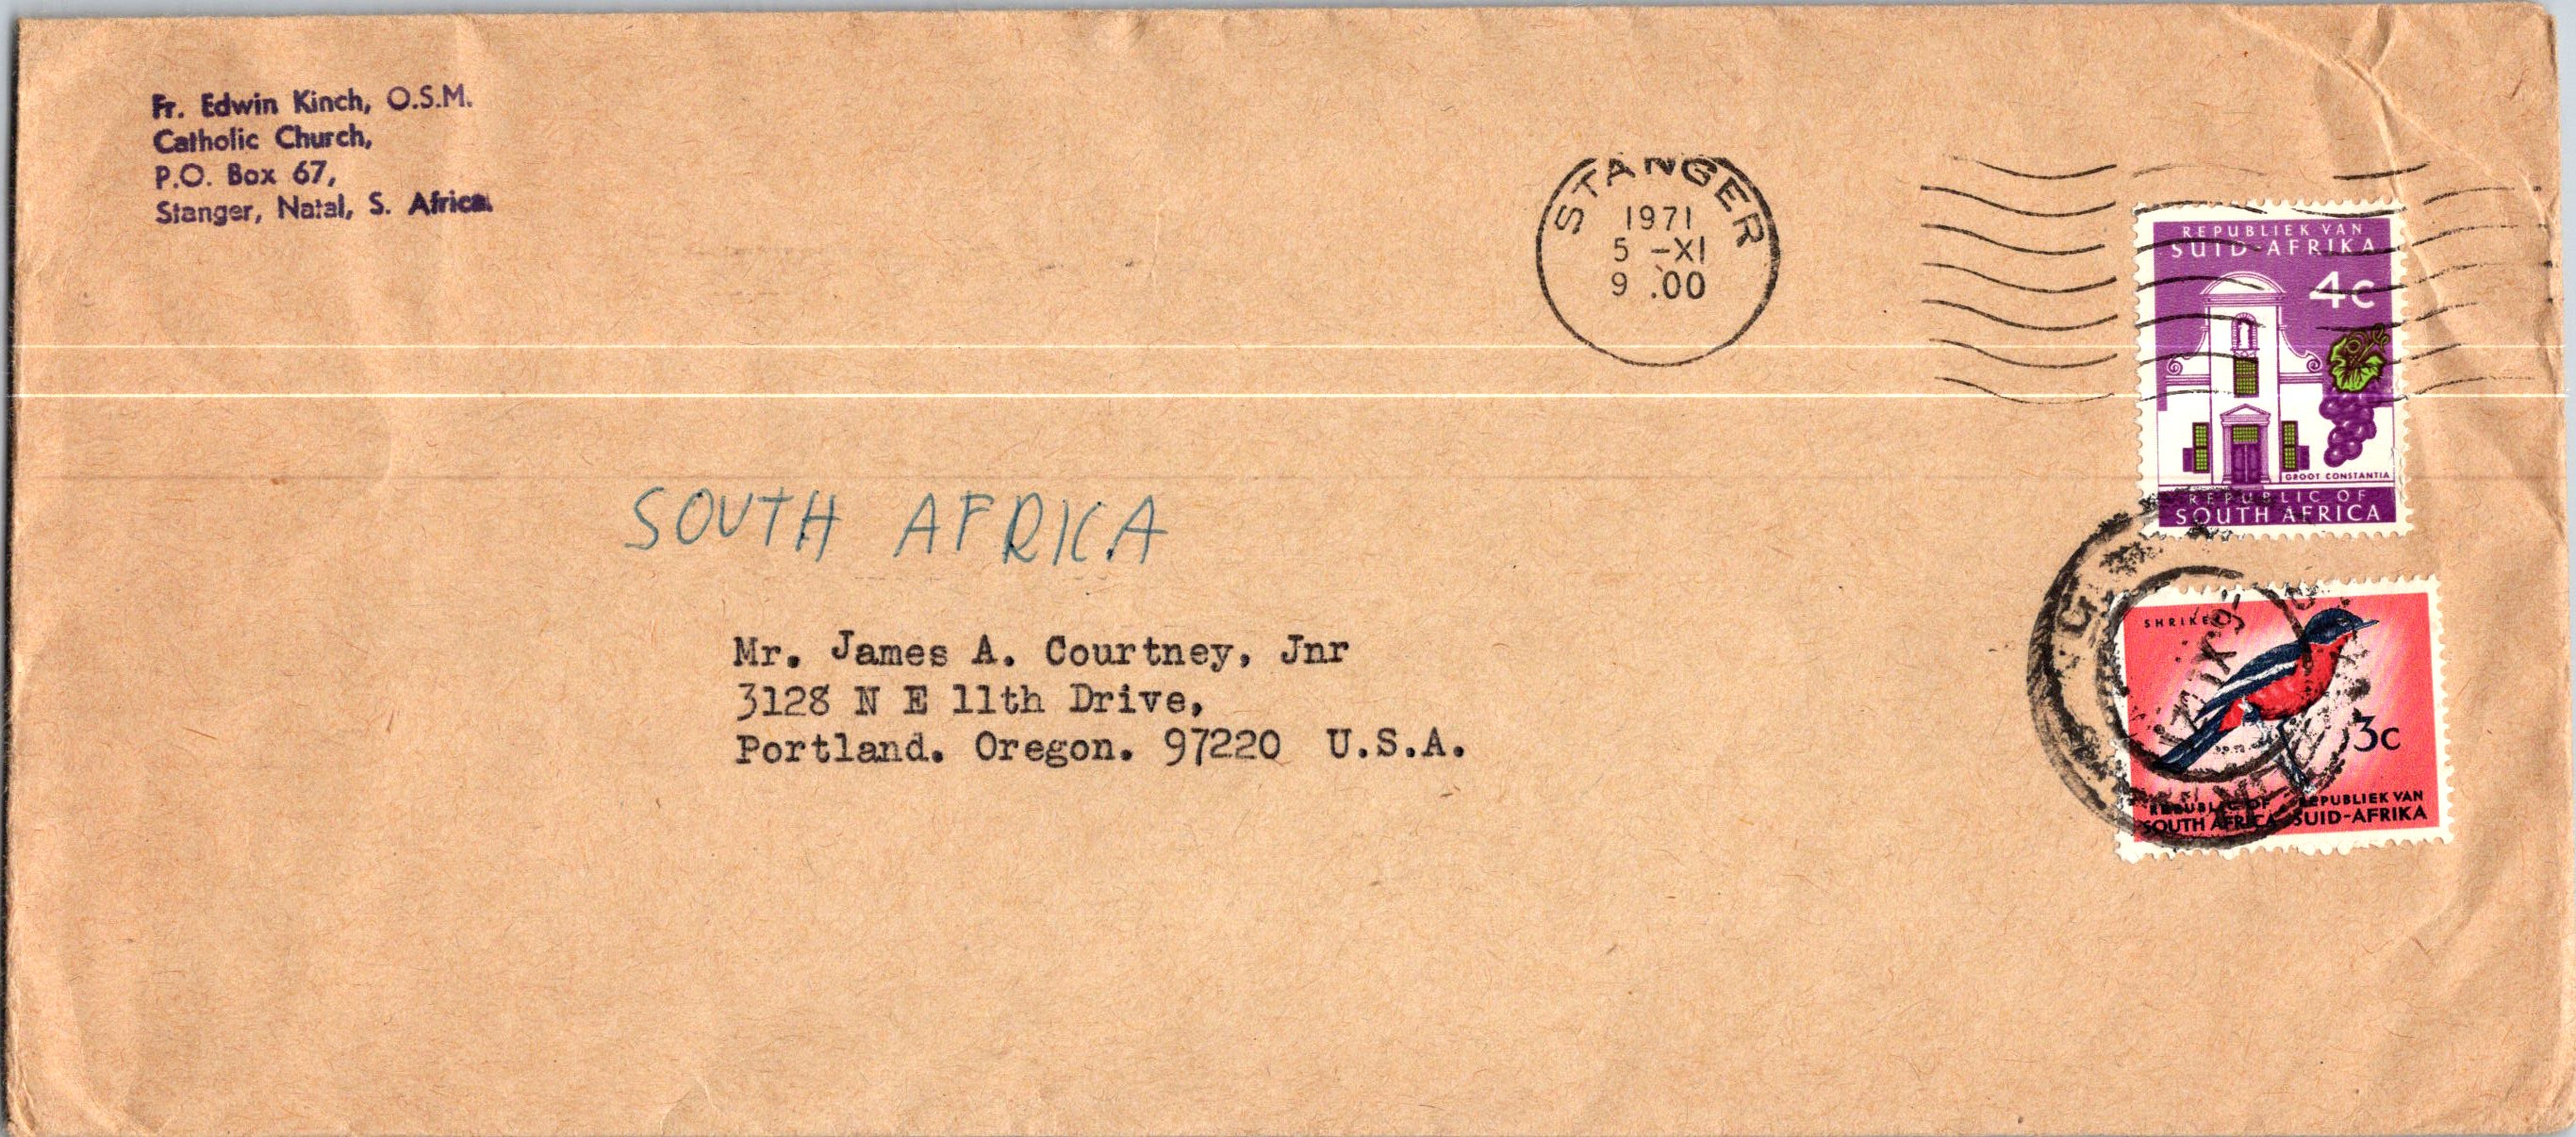 Fr. Edwin Kinch, O.S.M.
Catholic Church,
P.O. Box 67,
Stanger, Natal, S. Africa.
STANGER
1971
5 -XI
9 .00
REPUBLIEK VAN
SUID-AFRIKA
4c
GROOT CONSTANTIA
REPUBLIC OF
SOUTH AFRICA
SOUTH AFRICA
Mr. James A. Courtney, Jnr
3128 N E 11th Drive,
Portland. Oregon. 97220 U.S.A.
SHRIKE
3c
REPUBLIC OF REPUBLIEK VAN
SOUTH AFRICA SUID-AFRIKA